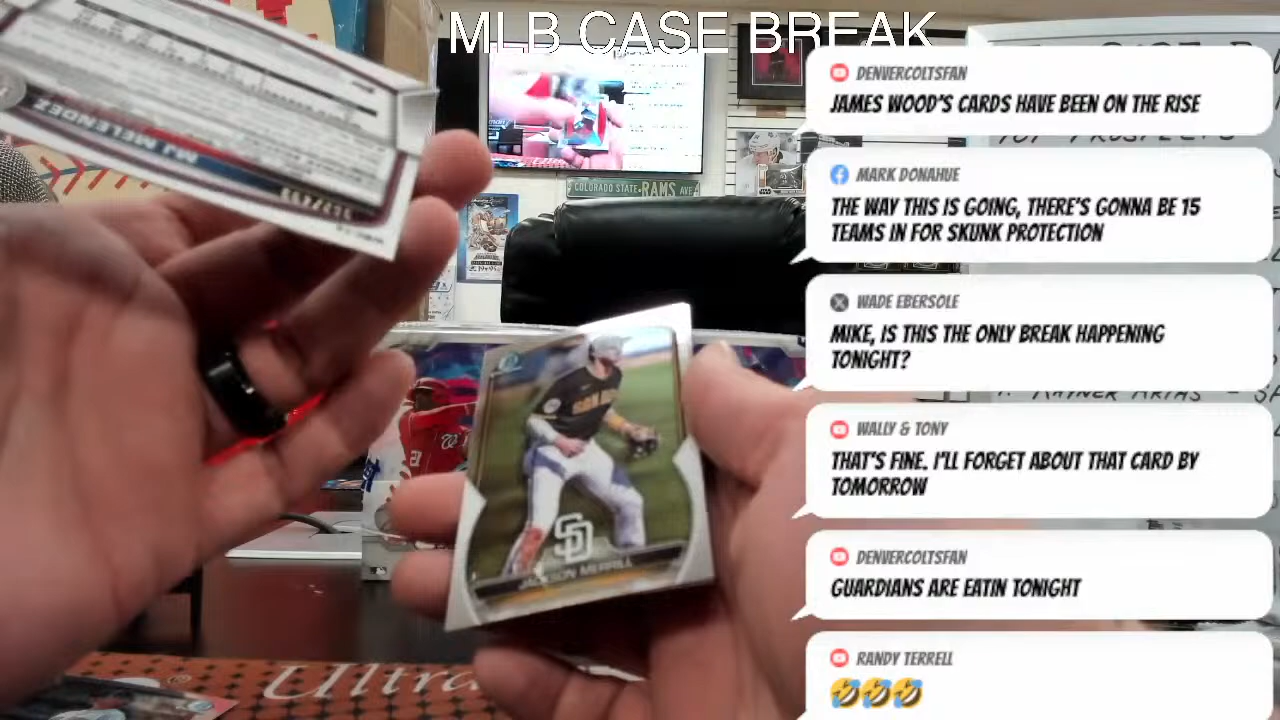 MLB CASE BREAK
DENVERCOLTSFAN
JAMES WOOD'S CARDS HAVE BEEN ON THE RISE
MARK DONAHUE
THE WAY THIS IS GOING, THERE'S GONNA BE 15
TEAMS IN FOR SKUNK PROTECTION
WADE EBERSOLE
MIKE, IS THIS THE ONLY BREAK HAPPENING
TONIGHT?
WALLY & TONY
THAT'S FINE. I'LL FORGET ABOUT THAT CARD BY
TOMORROW
DENVERCOLTSFAN
GUARDIANS ARE EATIN TONIGHT
RANDY TERRELL
🤣🤣🤣
COLORADO STATE RAMS AVE
MJ MELENDEZ
SD
JACKSON MERRILL
Ultra